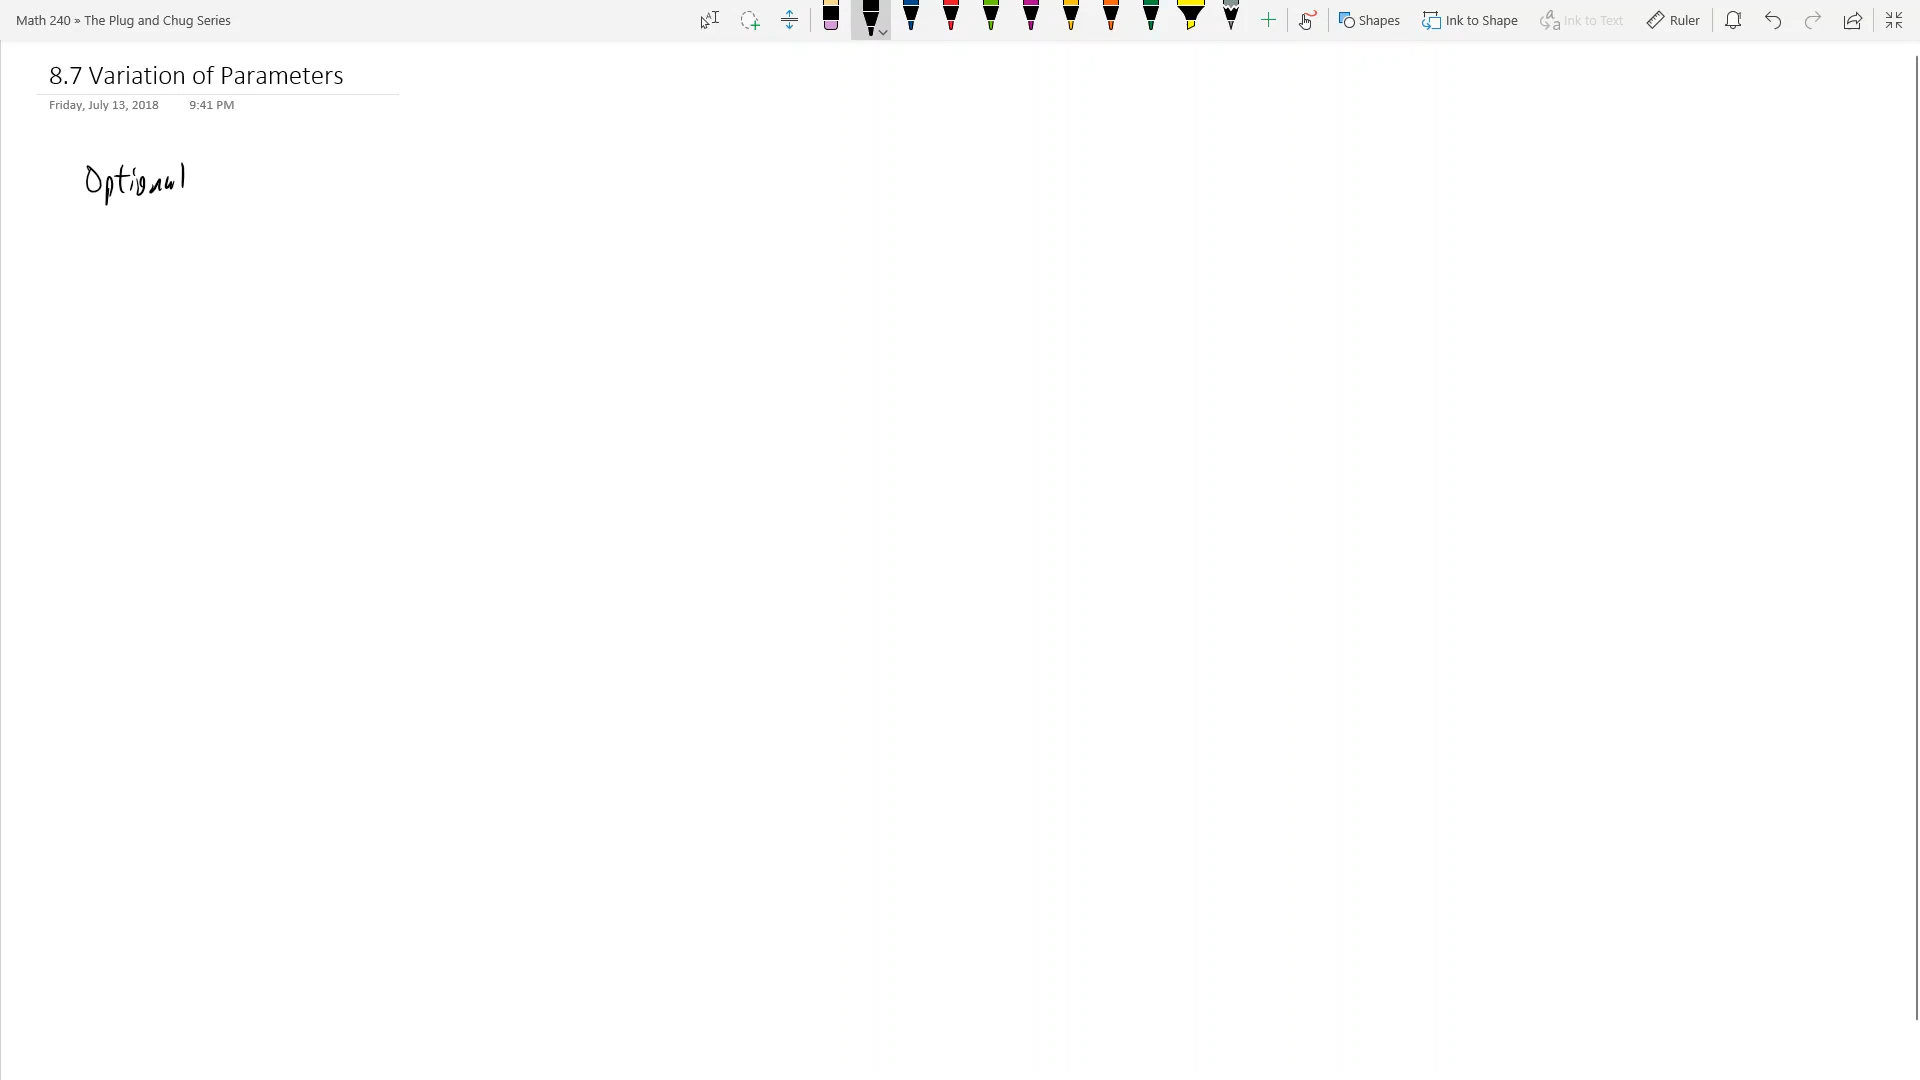 Math 240 » The Plug and Chug Series
Shapes
Ink to Shape
Ink to Text
Ruler
8.7 Variation of Parameters
Friday, July 13, 2018 9:41 PM
Optional